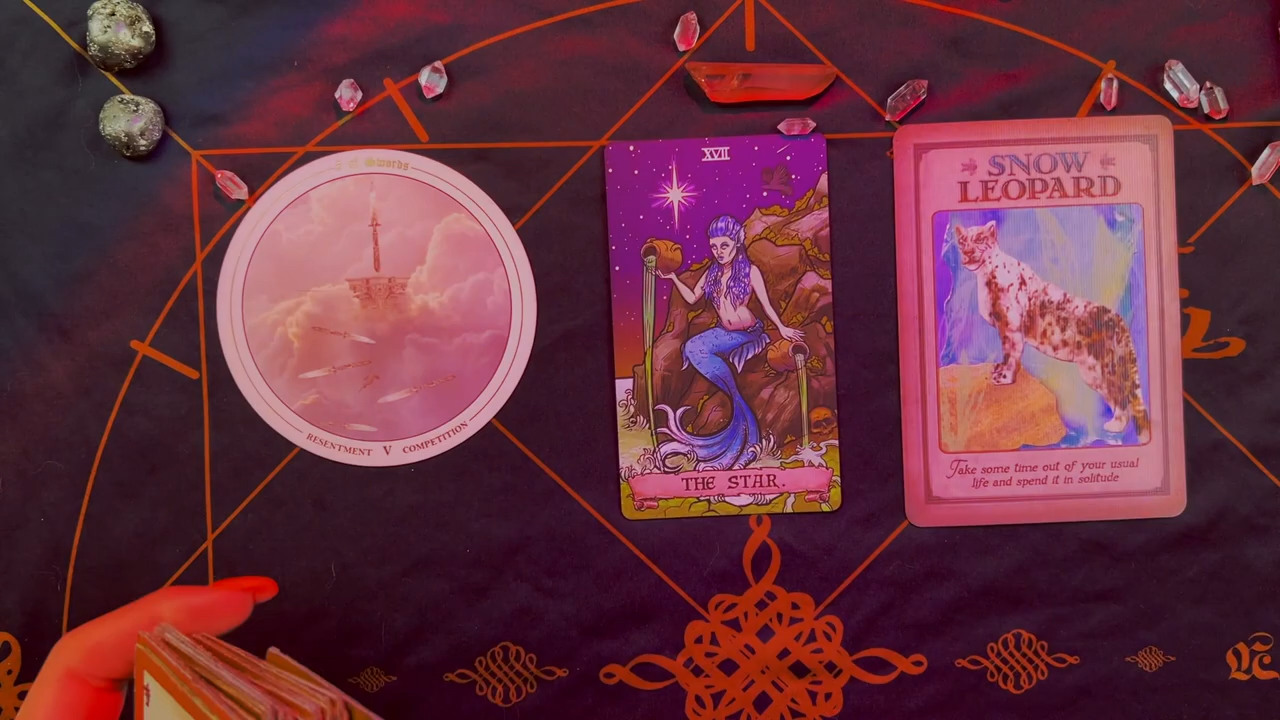 5 of Swords
RESENTMENT V COMPETITION
XVII
THE STAR.
SNOW
LEOPARD
Take some time out of your usual
life and spend it in solitude